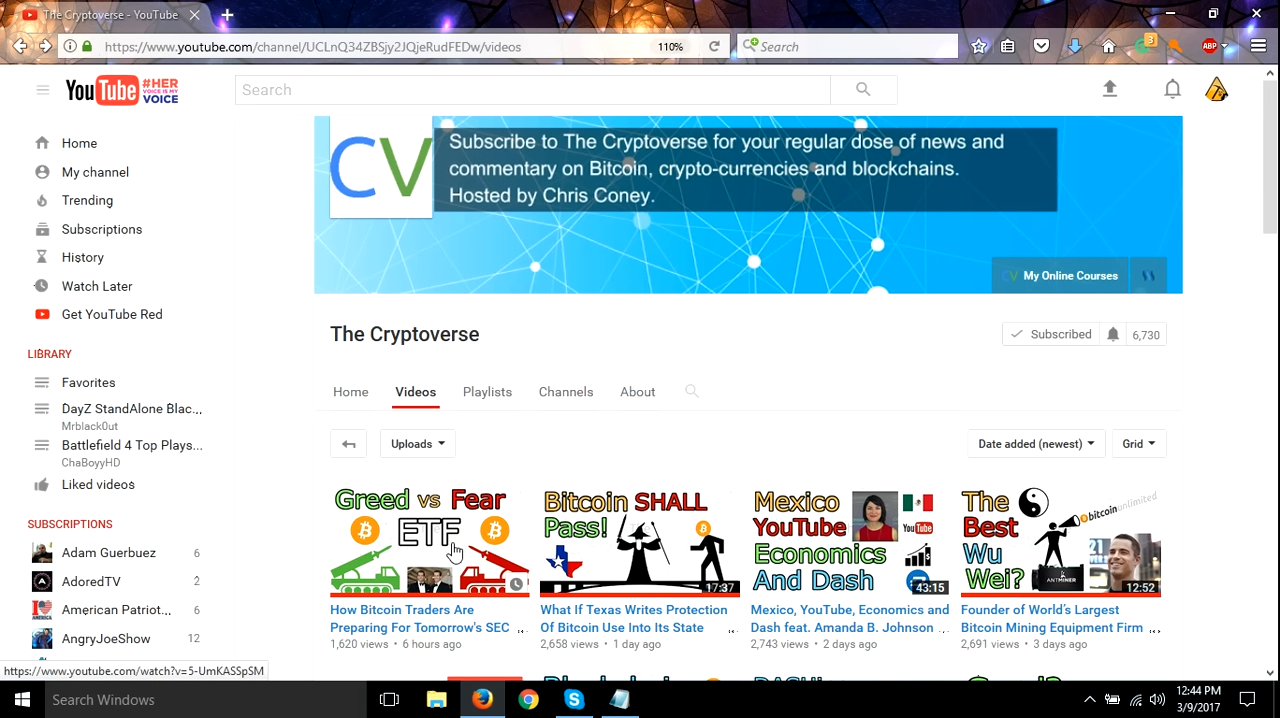 The Cryptoverse - YouTube
https://www.youtube.com/channel/UCLnQ34ZBSjy2JQjeRudFEDw/videos
110%
Search
3
ABP
YouTube #HER VOICE IS MY VOICE
Search
Home
My channel
Trending
Subscriptions
History
Watch Later
Get YouTube Red
LIBRARY
Favorites
DayZ StandAlone Blac...
Mrblack0ut
Battlefield 4 Top Plays...
ChaBoyyHD
Liked videos
SUBSCRIPTIONS
Adam Guerbuez 6
AdoredTV 2
American Patriot... 6
AngryJoeShow 12
CV
Subscribe to The Cryptoverse for your regular dose of news and
commentary on Bitcoin, crypto-currencies and blockchains.
Hosted by Chris Coney.
CV My Online Courses
The Cryptoverse
Subscribed 6,730
Home Videos Playlists Channels About
Uploads
Date added (newest) Grid
Greed vs Fear
ETF
How Bitcoin Traders Are
Preparing For Tomorrow's SEC
1,620 views • 6 hours ago
Bitcoin SHALL
Pass!
17:37
What If Texas Writes Protection
Of Bitcoin Use Into Its State
2,658 views • 1 day ago
Mexico
YouTube
Economics
And Dash
YouTube
43:15
Mexico, YouTube, Economics and
Dash feat. Amanda B. Johnson
2,743 views • 2 days ago
The
Best
Wu
Wei?
bitcoin unlimited
ANTMINER
12:52
Founder of World's Largest
Bitcoin Mining Equipment Firm
2,691 views • 3 days ago
https://www.youtube.com/watch?v=5-UmKASSpSM
Search Windows
12:44 PM
3/9/2017